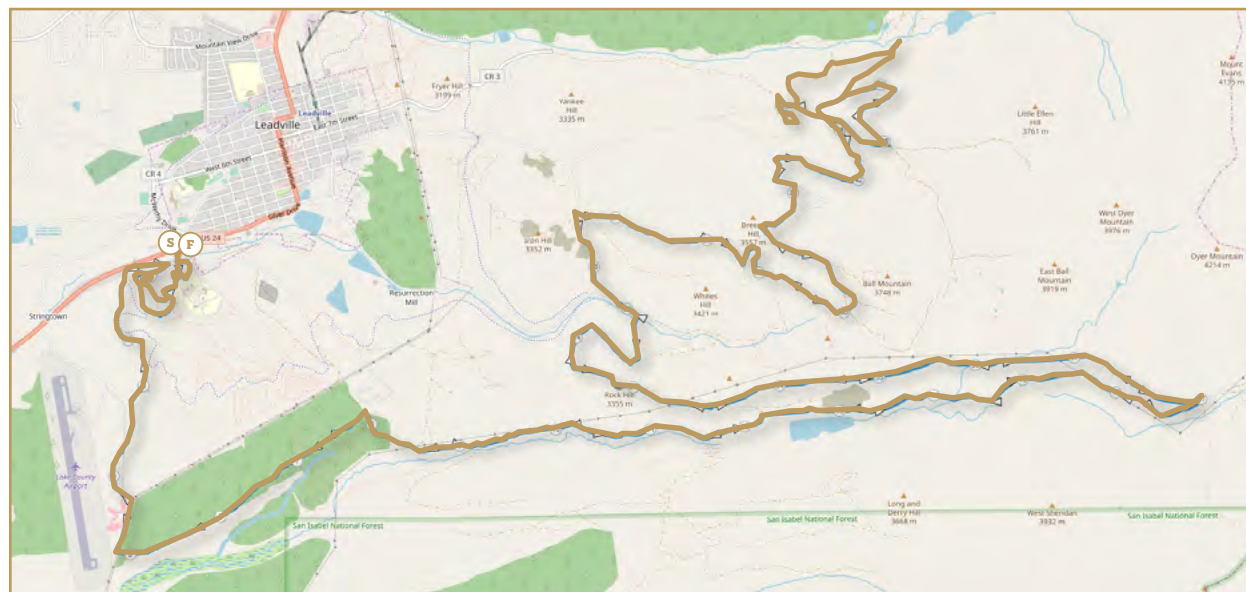 Mountain View Drive
CR 3
Fryer Hill
3199 m
Yankee
Hill
3335 m
Mount
Evans
Leadville
Leadville
East 7th Street
Little Ellen
Hill
3761 m
West 6th Street
CR 4
Harrison Avenue
McWethy Drive
US 24
S
F
Iron Hill
3352 m
3557 m
West Dyer
Mountain
3976 m
Dyer Mountain
4214 m
East Ball
Mountain
3919 m
Ball Mountain
3748 m
Whites
Hill
3421 m
Resurrection
Mill
Stringtown
Rock Hill
3355 m
Lake County
Airport
Long and
Derry Hill
3668 m
West Sheridan
3932 m
San Isabel National Forest
San Isabel National Forest
San Isabel National Forest